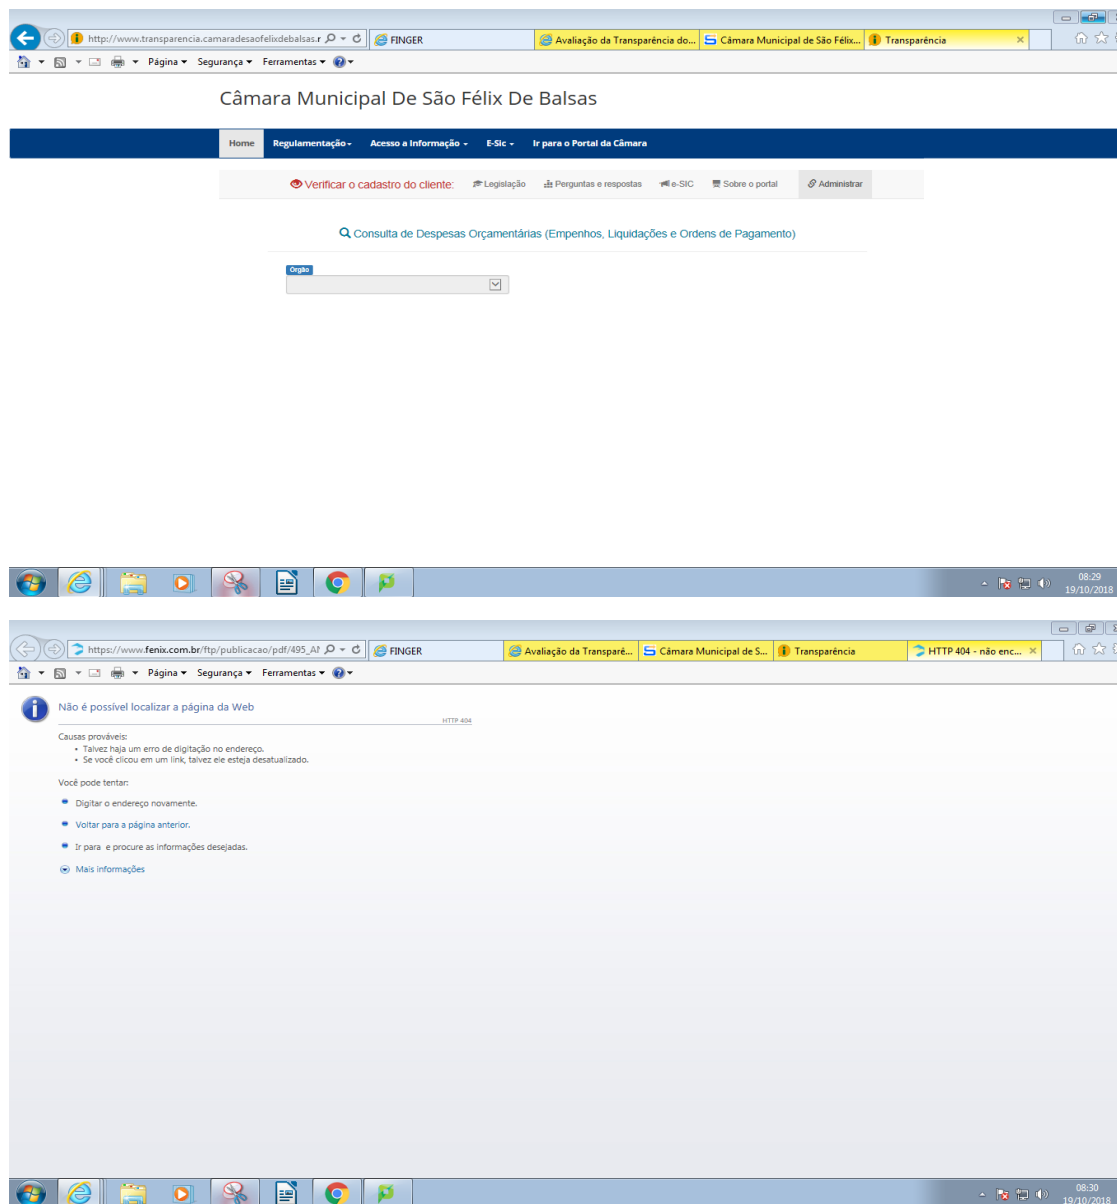 http://www.transparencia.camaradesaofelixdebalsas.r
FINGER
Avaliação da Transparência do...
Câmara Municipal de São Félix...
Transparência
Página Segurança Ferramentas
Câmara Municipal De São Félix De Balsas
Home Regulamentação Acesso a Informação E-Sic Ir para o Portal da Câmara
Verificar o cadastro do cliente: Legislação Perguntas e respostas e-SIC Sobre o portal Administrar
Consulta de Despesas Orçamentárias (Empenhos, Liquidações e Ordens de Pagamento)
Orgão
08:29
19/10/2018
https://www.fenix.com.br/ftp/publicacao/pdf/495_AN
FINGER
Avaliação da Transparê...
Câmara Municipal de S...
Transparência
HTTP 404 - não enc...
Página Segurança Ferramentas
Não é possível localizar a página da Web
HTTP 404
Causas prováveis:
• Talvez haja um erro de digitação no endereço.
• Se você clicou em um link, talvez ele esteja desatualizado.
Você pode tentar:
Digitar o endereço novamente.
Voltar para a página anterior.
Ir para e procure as informações desejadas.
Mais informações
08:30
19/10/2018